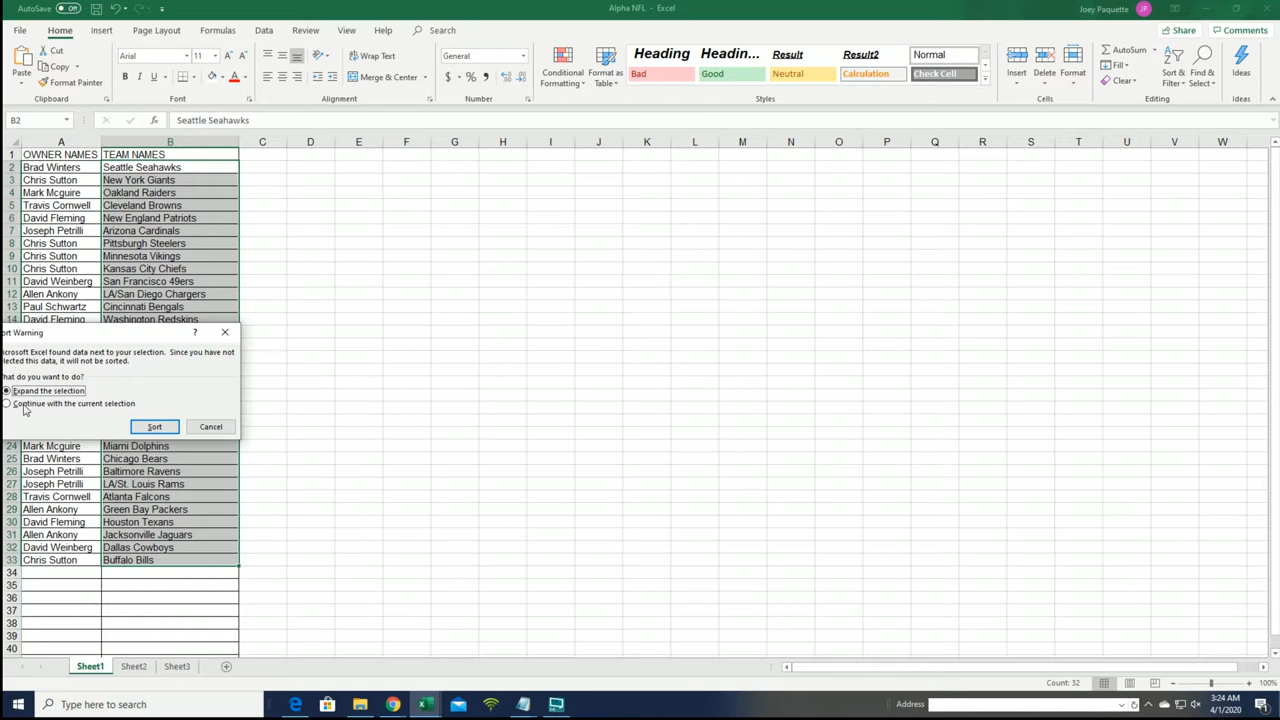 AutoSave Off
Alpha NFL - Excel
Joey Paquette JP
File Home Insert Page Layout Formulas Data Review View Help Search
Share Comments
Cut
Copy
Format Painter
Paste
Clipboard
Arial 11
B I U
Font
Wrap Text
Merge & Center
Alignment
General
$ % 9
Number
Conditional Formatting
Format as Table
Heading Headin... Result Result2 Normal
Bad Good Neutral Calculation Check Cell
Styles
Insert Delete Format
Cells
AutoSum
Fill
Clear
Sort & Filter
Find & Select
Editing
Ideas
Ideas
B2 fx Seattle Seahawks
A B C D E F G H I J K L M N O P Q R S T U V W
1 OWNER NAMES TEAM NAMES
2 Brad Winters Seattle Seahawks
3 Chris Sutton New York Giants
4 Mark Mcguire Oakland Raiders
5 Travis Cornwell Cleveland Browns
6 David Fleming New England Patriots
7 Joseph Petrilli Arizona Cardinals
8 Chris Sutton Pittsburgh Steelers
9 Chris Sutton Minnesota Vikings
10 Chris Sutton Kansas City Chiefs
11 David Weinberg San Francisco 49ers
12 Allen Ankony LA/San Diego Chargers
13 Paul Schwartz Cincinnati Bengals
14 David Fleming Washington Redskins
ort Warning ?
icrosoft Excel found data next to your selection. Since you have not
lected this data, it will not be sorted.
hat do you want to do?
Expand the selection
Continue with the current selection
Sort Cancel
24 Mark Mcguire Miami Dolphins
25 Brad Winters Chicago Bears
26 Joseph Petrilli Baltimore Ravens
27 Joseph Petrilli LA/St. Louis Rams
28 Travis Cornwell Atlanta Falcons
29 Allen Ankony Green Bay Packers
30 David Fleming Houston Texans
31 Allen Ankony Jacksonville Jaguars
32 David Weinberg Dallas Cowboys
33 Chris Sutton Buffalo Bills
34
35
36
37
38
39
40
Sheet1 Sheet2 Sheet3
Count: 32 100%
Type here to search
Address
3:24 AM
4/1/2020